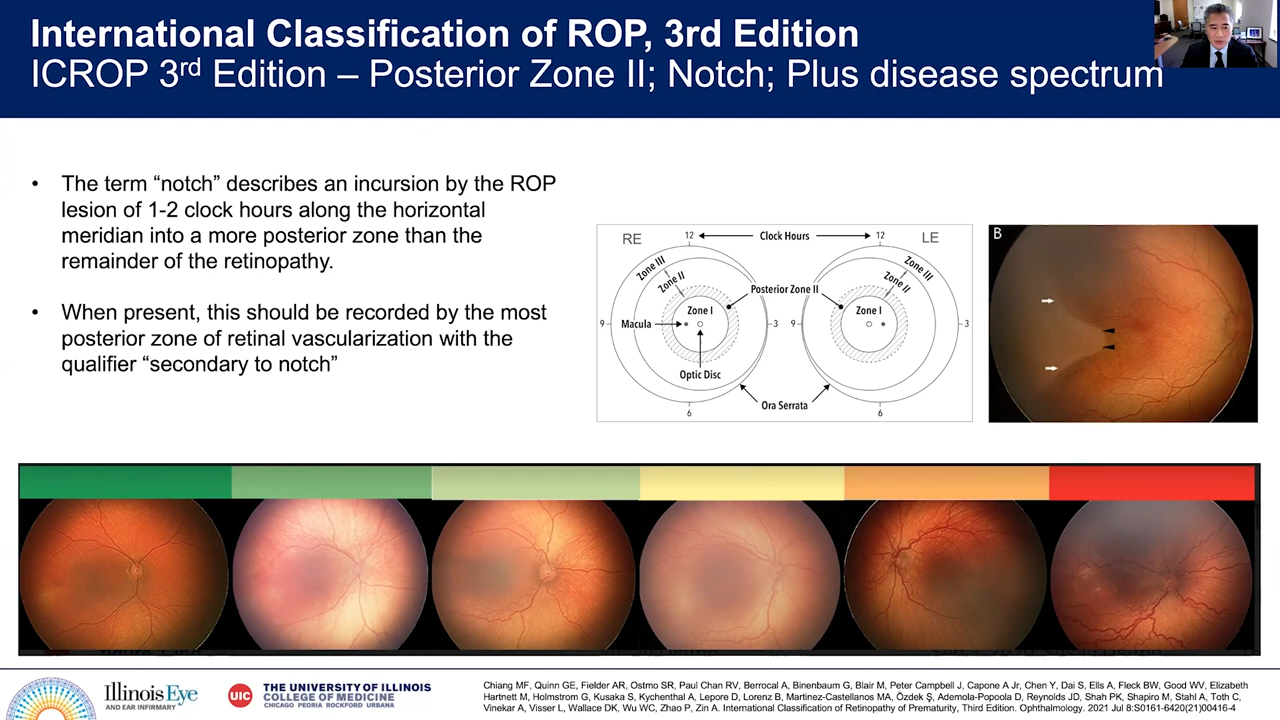 International Classification of ROP, 3rd Edition
ICROP 3rd Edition – Posterior Zone II; Notch; Plus disease spectrum
• The term “notch” describes an incursion by the ROP
lesion of 1-2 clock hours along the horizontal
meridian into a more posterior zone than the
remainder of the retinopathy.
• When present, this should be recorded by the most
posterior zone of retinal vascularization with the
qualifier “secondary to notch”
RE
12
Clock Hours
12
LE
Zone III
Zone II
Zone III
Zone II
Posterior Zone II
Zone I
Zone I
9
Macula
3
9
3
Optic Disc
Ora Serrata
6
6
B
Illinois Eye
AND EAR INFIRMARY
UIC
THE UNIVERSITY OF ILLINOIS
COLLEGE OF MEDICINE
CHICAGO PEORIA ROCKFORD URBANA
Chiang MF, Quinn GE, Fielder AR, Ostmo SR, Paul Chan RV, Berrocal A, Binenbaum G, Blair M, Peter Campbell J, Capone A Jr, Chen Y, Dai S, Ells A, Fleck BW, Good WV, Elizabeth
Hartnett M, Holmstrom G, Kusaka S, Kychenthal A, Lepore D, Lorenz B, Martinez-Castellanos MA, Özdek Ş, Ademola-Popoola D, Reynolds JD, Shah PK, Shapiro M, Stahl A, Toth C,
Vinekar A, Visser L, Wallace DK, Wu WC, Zhao P, Zin A. International Classification of Retinopathy of Prematurity, Third Edition. Ophthalmology. 2021 Jul 8:S0161-6420(21)00416-4